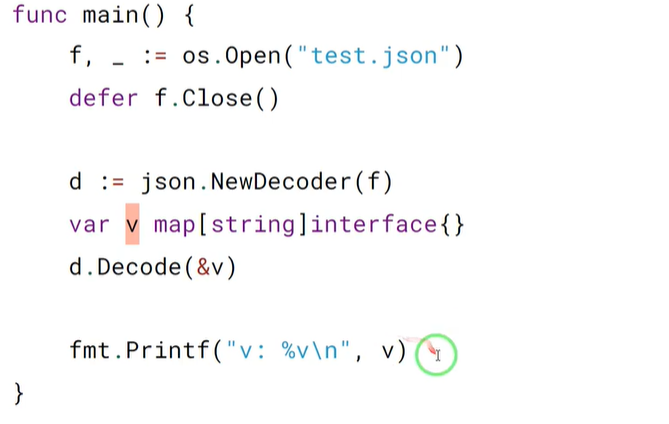 func main() {
    f, _ := os.Open("test.json")
    defer f.Close()

    d := json.NewDecoder(f)
    var v map[string]interface{}
    d.Decode(&v)

    fmt.Printf("v: %v\n", v)
}